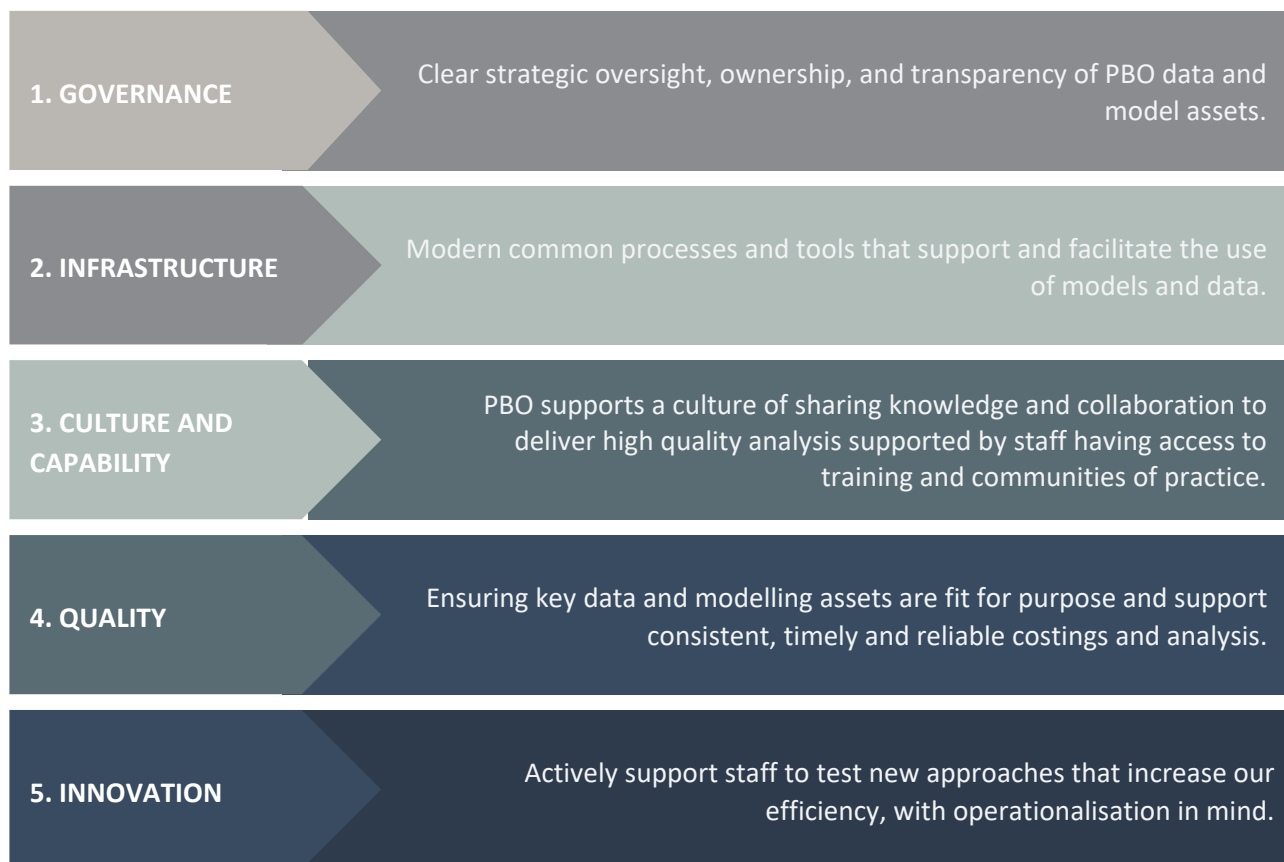 1. GOVERNANCE
Clear strategic oversight, ownership, and transparency of PBO data and
model assets.
2. INFRASTRUCTURE
Modern common processes and tools that support and facilitate the use
of models and data.
3. CULTURE AND
CAPABILITY
PBO supports a culture of sharing knowledge and collaboration to
deliver high quality analysis supported by staff having access to
training and communities of practice.
4. QUALITY
Ensuring key data and modelling assets are fit for purpose and support
consistent, timely and reliable costings and analysis.
5. INNOVATION
Actively support staff to test new approaches that increase our
efficiency, with operationalisation in mind.